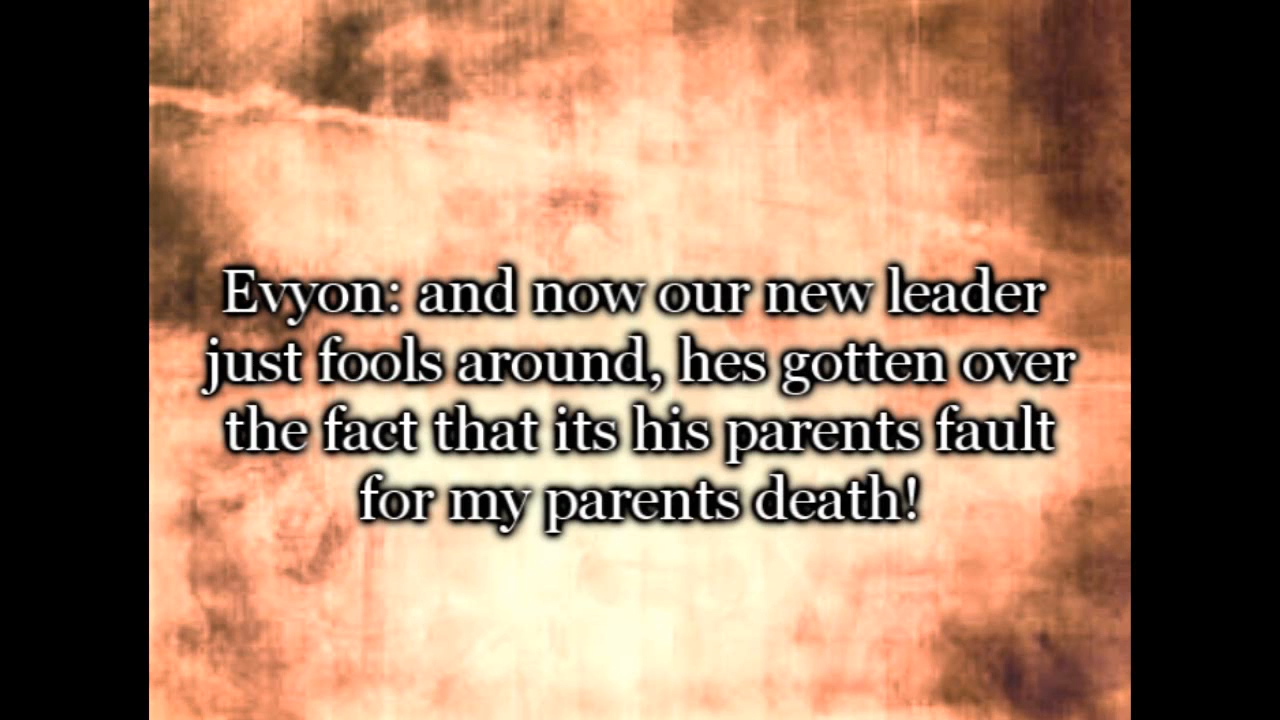 Evyon: and now our new leader
just fools around, hes gotten over
the fact that its his parents fault
for my parents death!